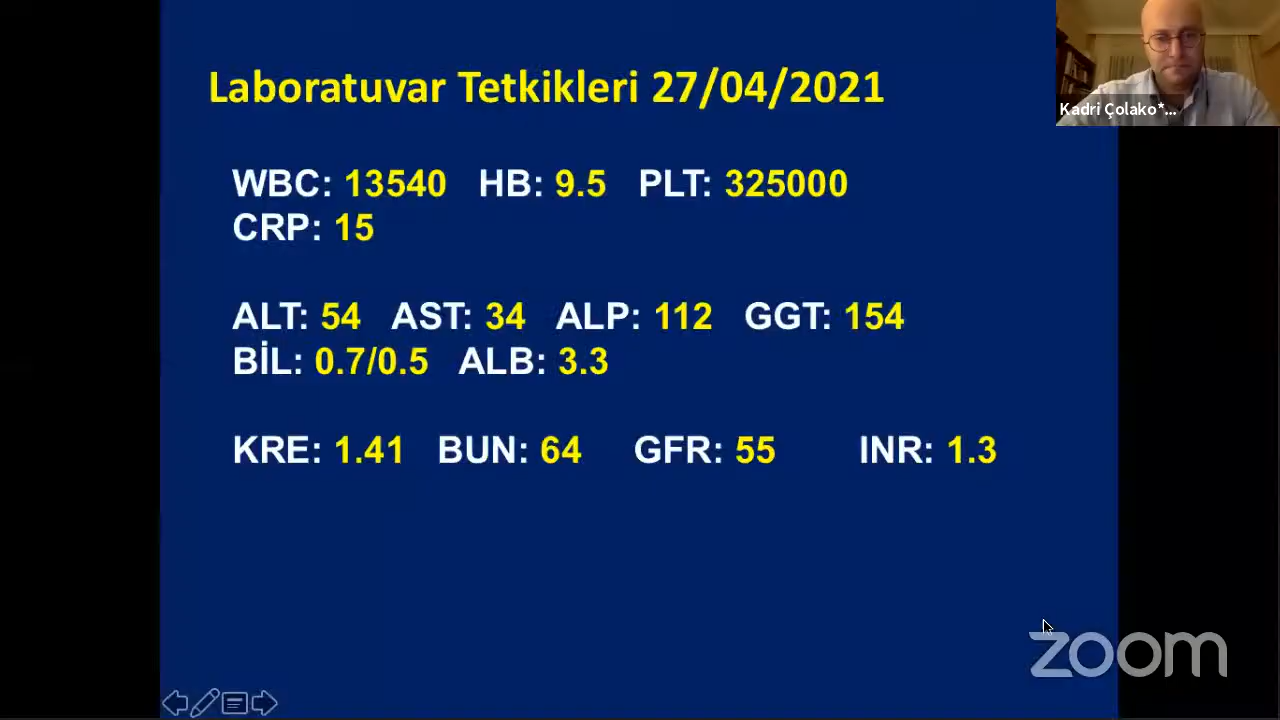 Laboratuvar Tetkikleri 27/04/2021
Kadri Çolako*...
WBC: 13540 HB: 9.5 PLT: 325000
CRP: 15
ALT: 54 AST: 34 ALP: 112 GGT: 154
BİL: 0.7/0.5 ALB: 3.3
KRE: 1.41 BUN: 64 GFR: 55 INR: 1.3
zoom